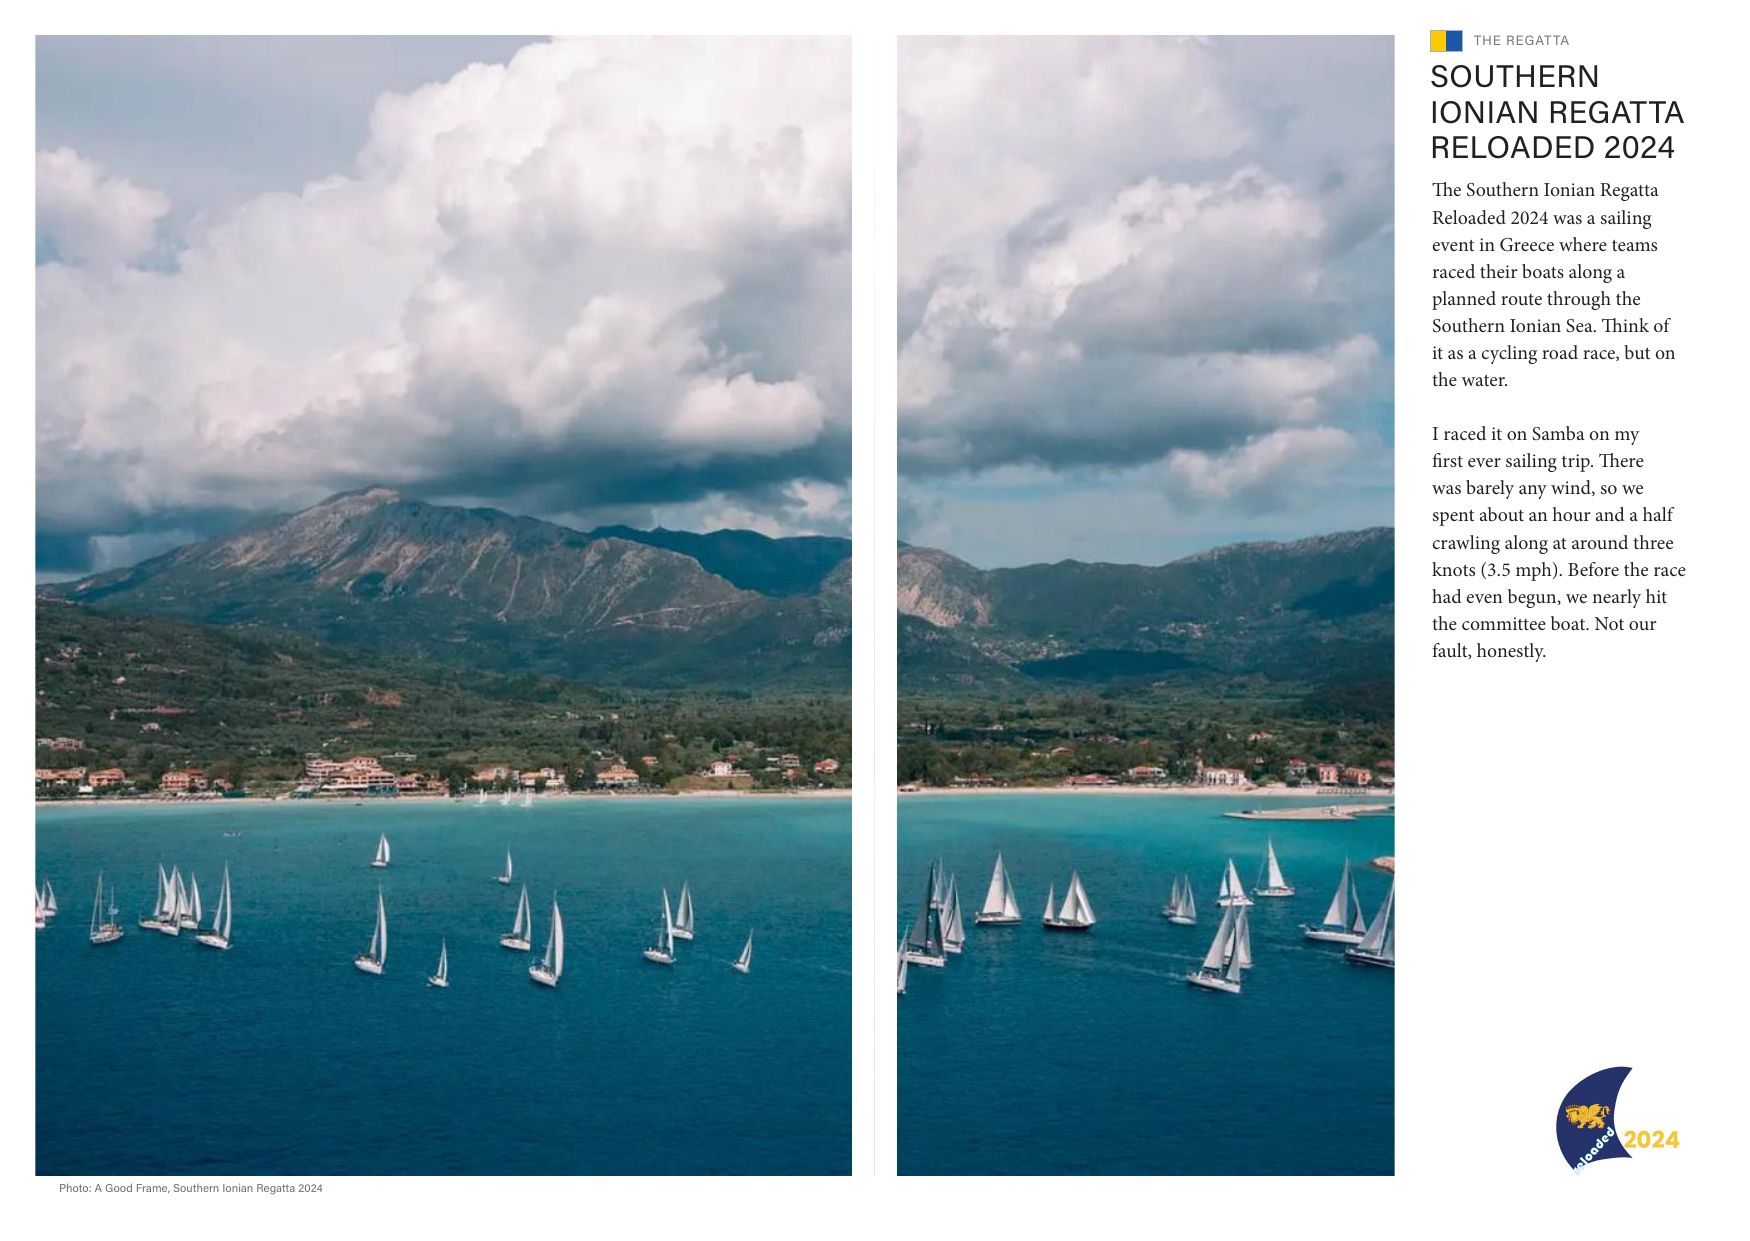 THE REGATTA
SOUTHERN
IONIAN REGATTA
RELOADED 2024
The Southern Ionian Regatta
Reloaded 2024 was a sailing
event in Greece where teams
raced their boats along a
planned route through the
Southern Ionian Sea. Think of
it as a cycling road race, but on
the water.
I raced it on Samba on my
first ever sailing trip. There
was barely any wind, so we
spent about an hour and a half
crawling along at around three
knots (3.5 mph). Before the race
had even begun, we nearly hit
the committee boat. Not our
fault, honestly.
reloaded
2024
Photo: A Good Frame, Southern Ionian Regatta 2024